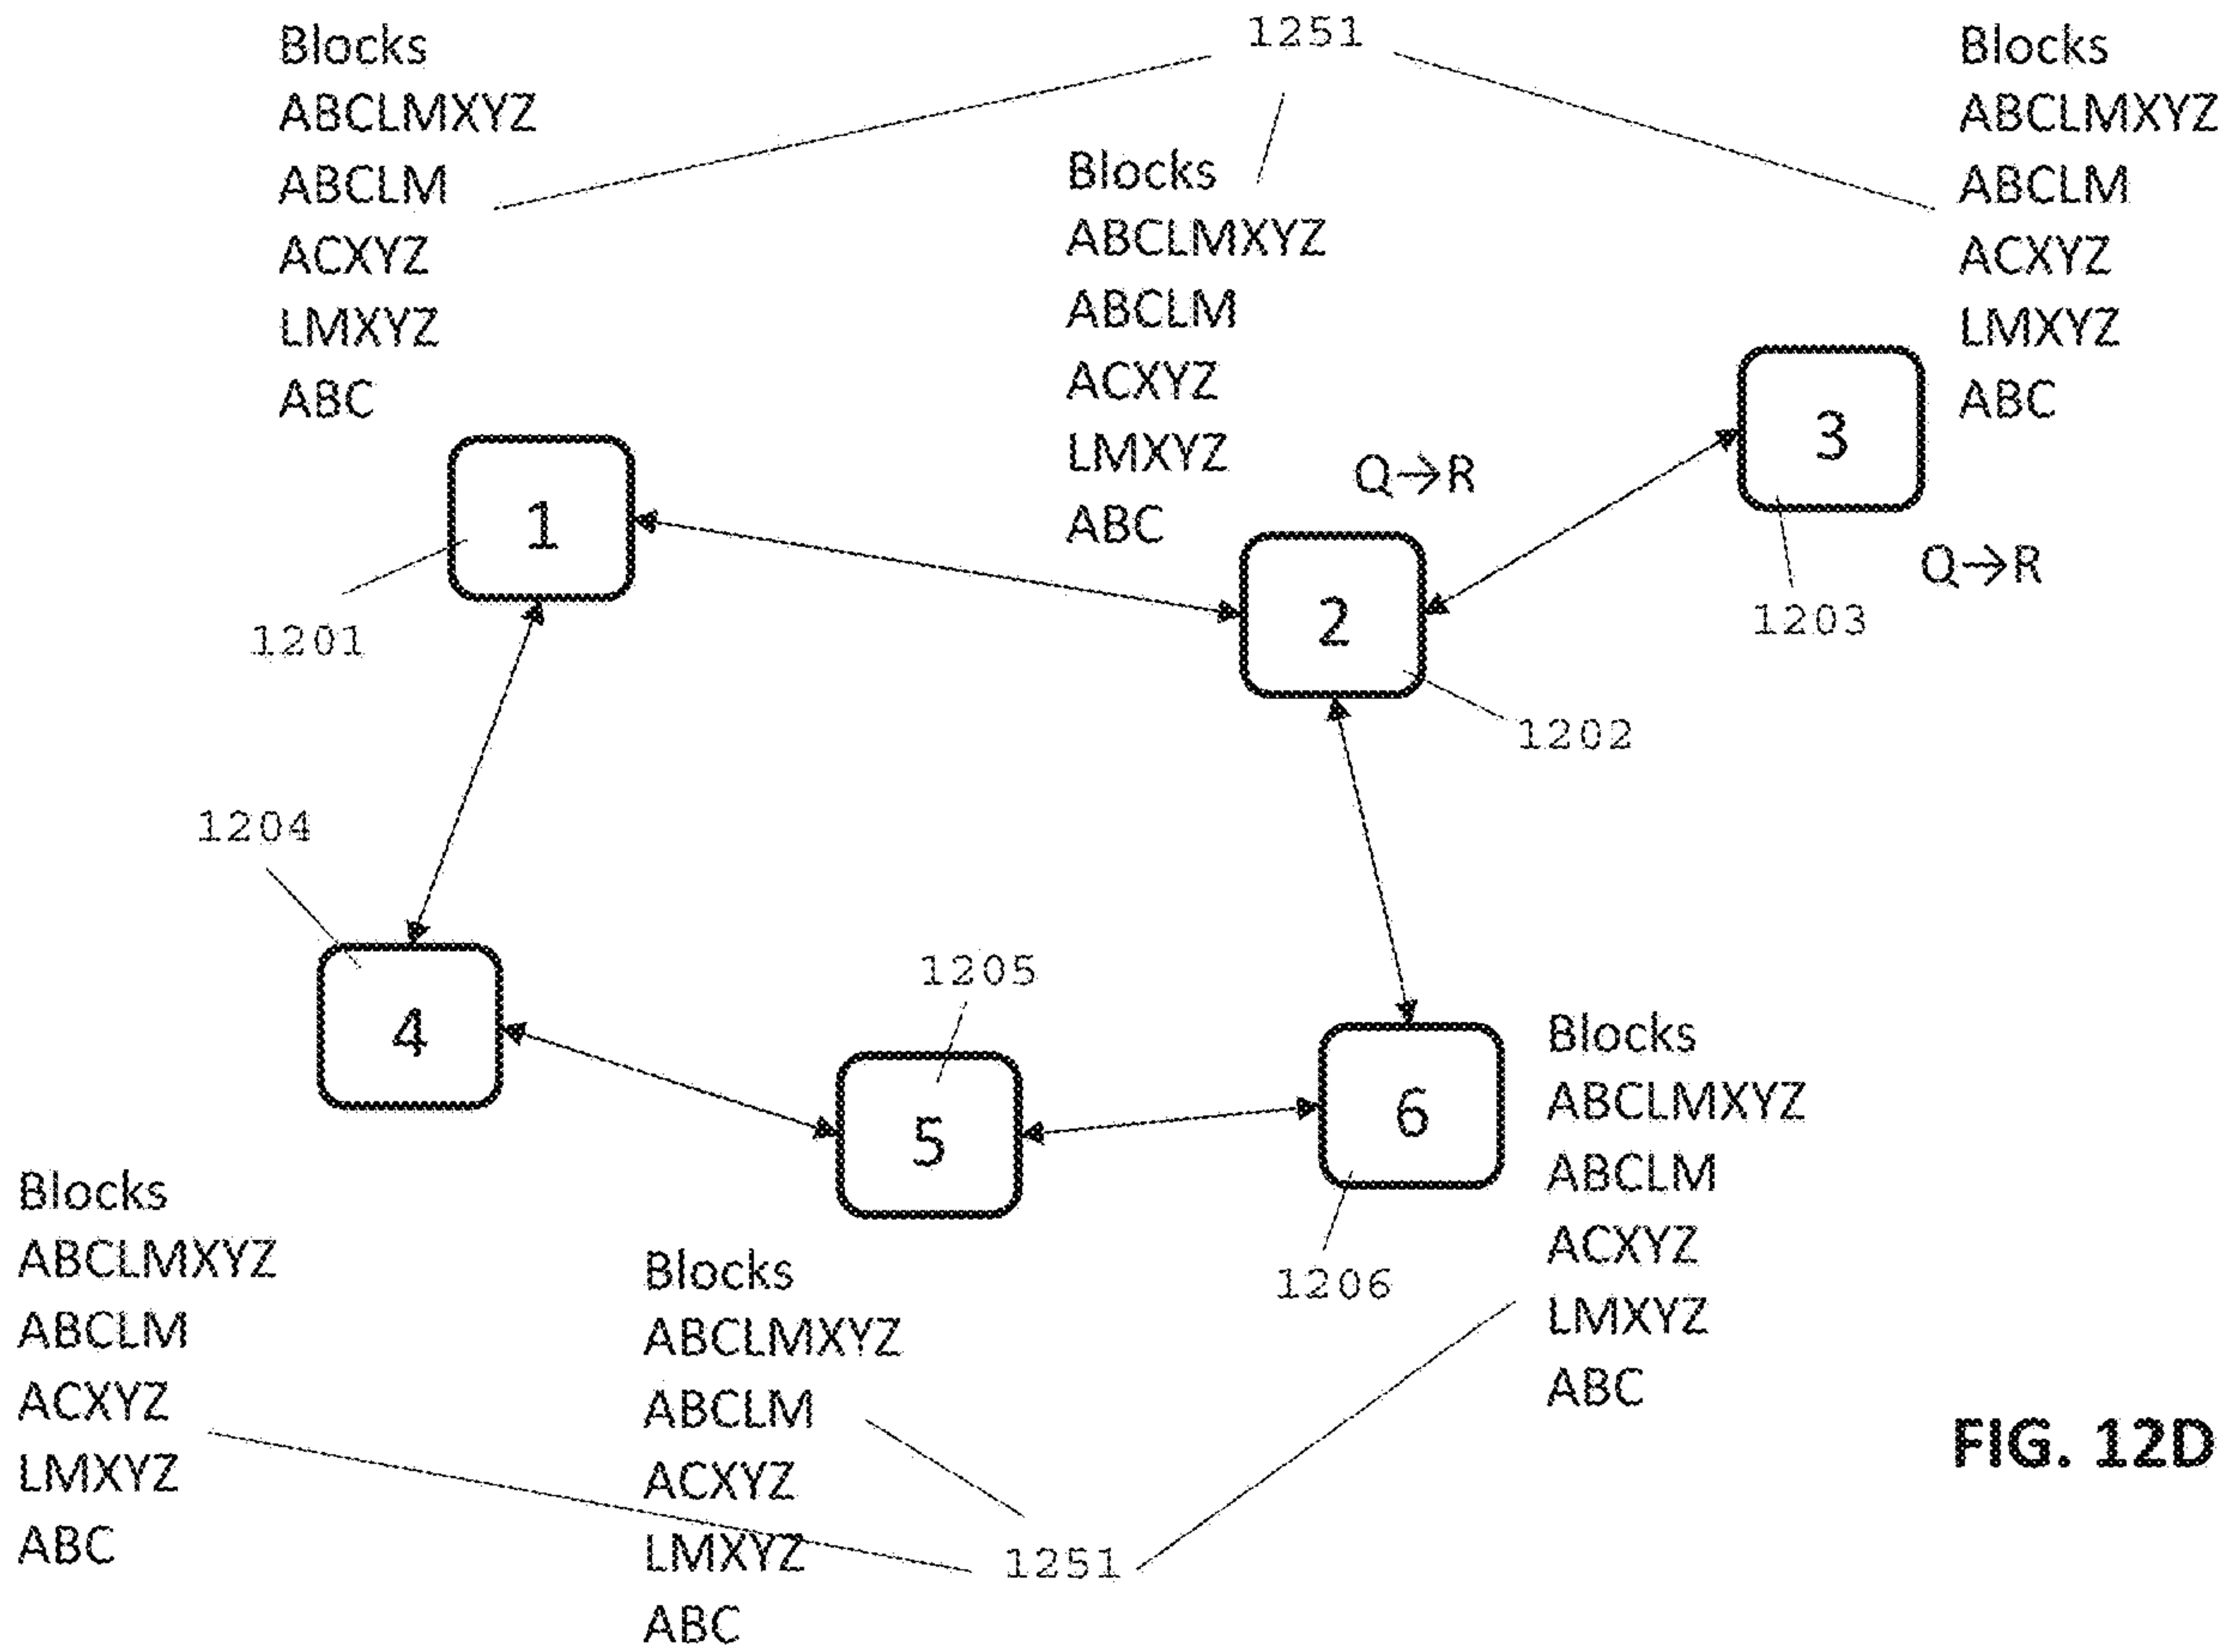 1251
Blocks
ABCLMXYZ
ABCLM
ACXYZ
LMXYZ
ABC
Blocks
ABCLMXYZ
ABCLM
ACXYZ
LMXYZ
ABC
Blocks
ABCLMXYZ
ABCLM
ACXYZ
LMXYZ
ABC
1
1201
Q→R
2
1202
3
1203
Q→R
1204
4
1205
5
6
1206
Blocks
ABCLMXYZ
ABCLM
ACXYZ
LMXYZ
ABC
Blocks
ABCLMXYZ
ABCLM
ACXYZ
LMXYZ
ABC
Blocks
ABCLMXYZ
ABCLM
ACXYZ
LMXYZ
ABC
1251
FIG. 12D